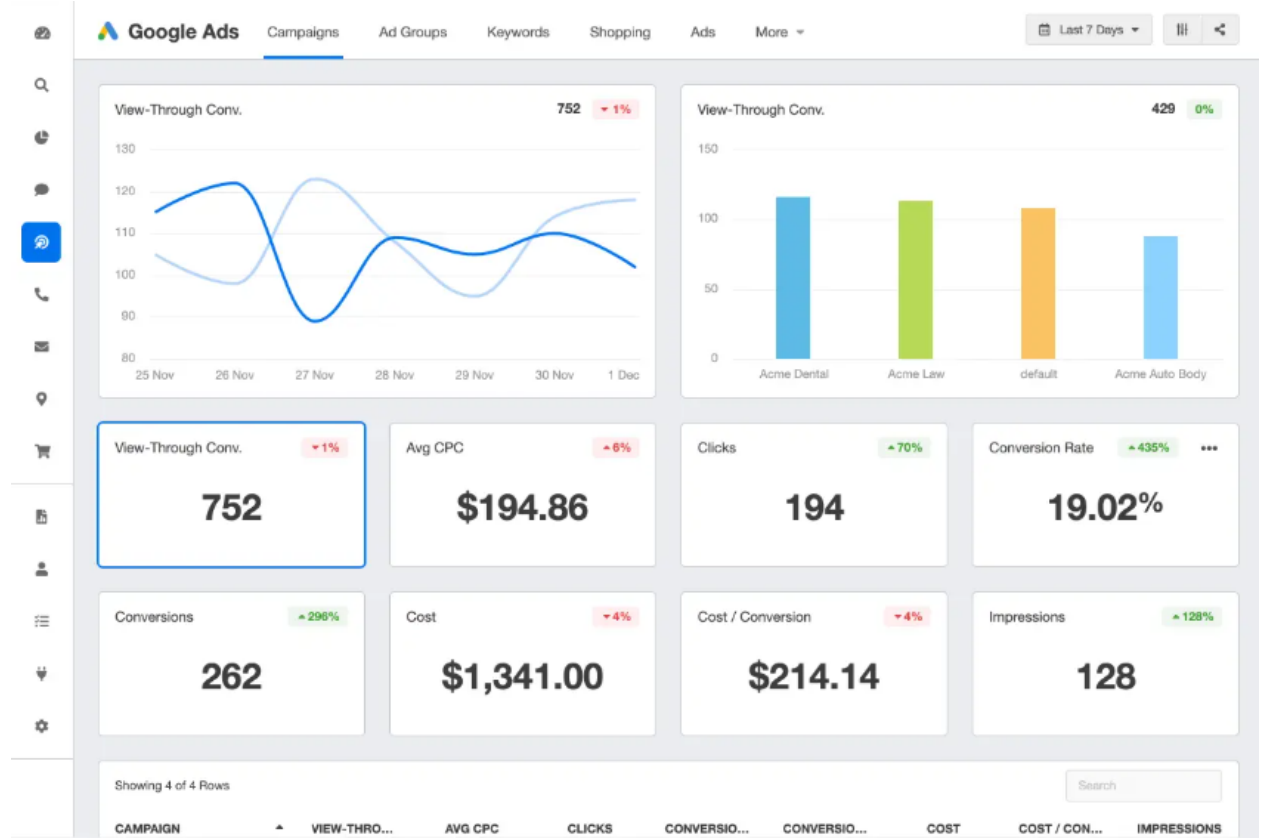 Google Ads Campaigns Ad Groups Keywords Shopping Ads More Last 7 Days
View-Through Conv. 752 1%
130
120
110
100
90
80
25 Nov 26 Nov 27 Nov 28 Nov 29 Nov 30 Nov 1 Dec
View-Through Conv. 429 0%
150
100
50
0
Acme Dental Acme Law default Acme Auto Body
View-Through Conv. 1%
752
Avg CPC 6%
$194.86
Clicks 70%
194
Conversion Rate 435%
19.02%
Conversions 296%
262
Cost 4%
$1,341.00
Cost / Conversion 4%
$214.14
Impressions 128%
128
Showing 4 of 4 Rows Search
CAMPAIGN VIEW-THRO... AVG CPC CLICKS CONVERSIO... CONVERSIO... COST COST / CON... IMPRESSIONS